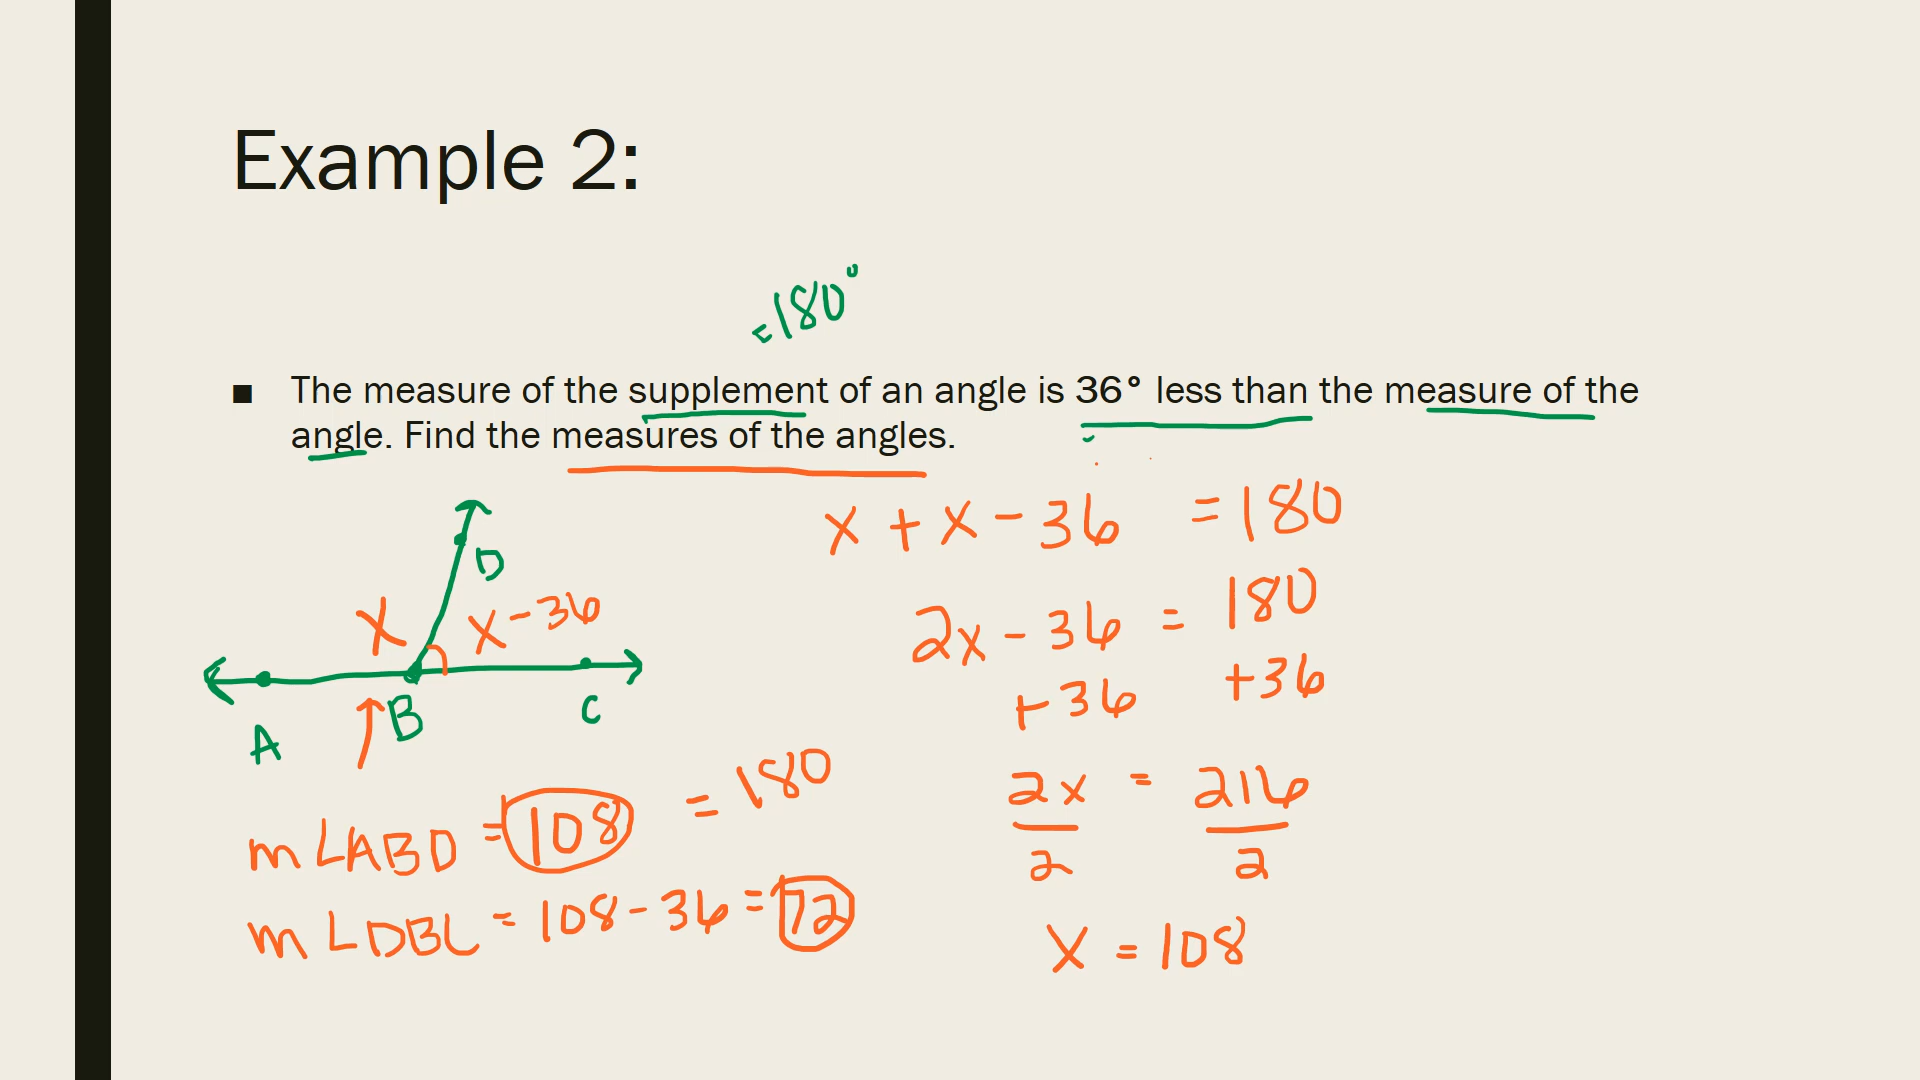 Example 2:
=180°
■ The measure of the supplement of an angle is 36° less than the measure of the
angle. Find the measures of the angles.
x + x - 36 = 180
2x - 36 = 180
+36 +36
2x = 216
2 2
x = 108
D
x x - 36
A B C
m∠ABD = 108 = 180
m∠DBC = 108 - 36 = 72